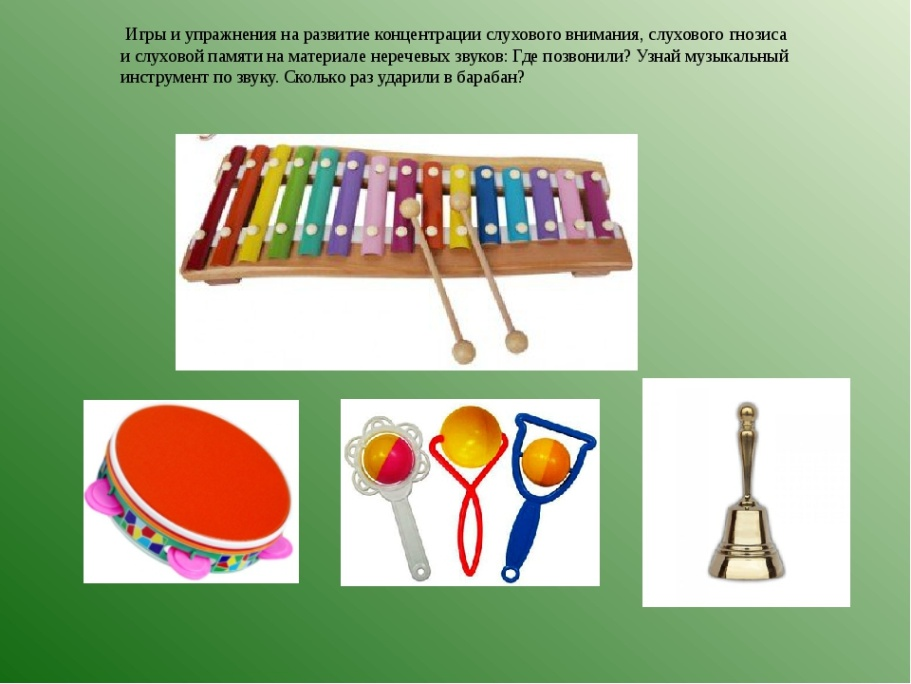 Игры и упражнения на развитие концентрации слухового внимания, слухового гнозиса
и слуховой памяти на материале неречевых звуков: Где позвонили? Узнай музыкальный
инструмент по звуку. Сколько раз ударили в барабан?